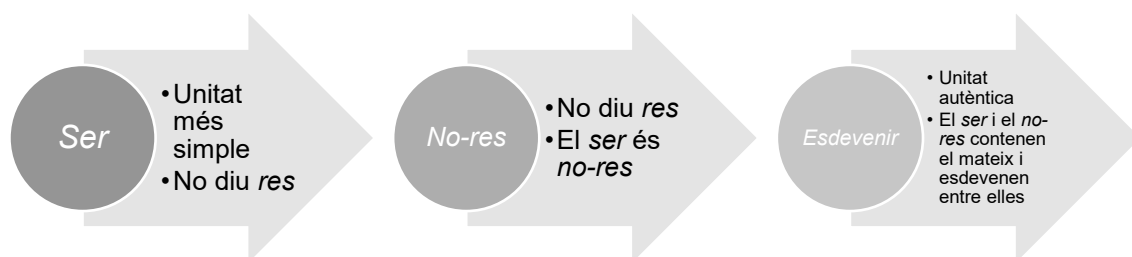 Ser
•Unitat
més
simple
•No diu res
No-res
•No diu res
•El ser és
no-res
Esdevenir
• Unitat
autèntica
• El ser i el no-
res contenen
el mateix i
esdevenen
entre elles